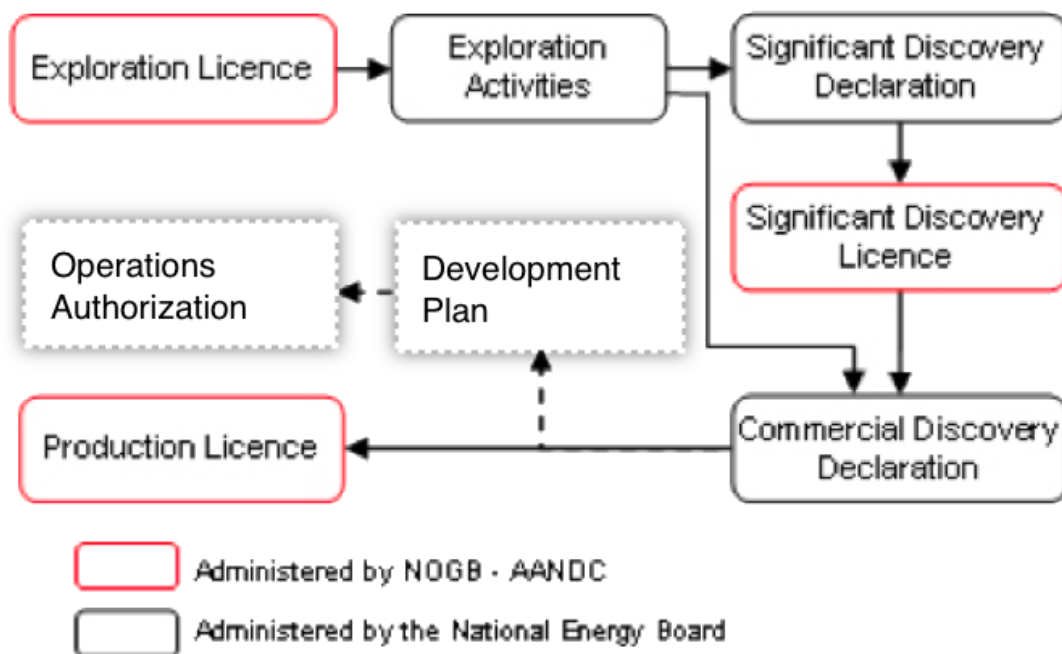 Exploration Licence
Exploration
Activities
Significant Discovery
Declaration
Significant Discovery
Licence
Operations
Authorization
Development
Plan
Production Licence
Commercial Discovery
Declaration
Administered by NOGB - AANDC
Administered by the National Energy Board